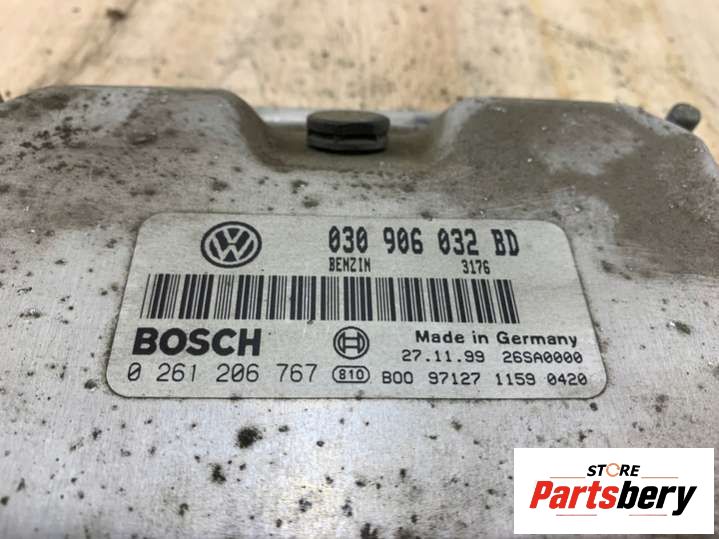 030 906 032 BD
BENZIN 3176
BOSCH
Made in Germany
27.11.99 26SA0000
0 261 206 767 810 B00 97127 1159 0420
STORE
Partsbery